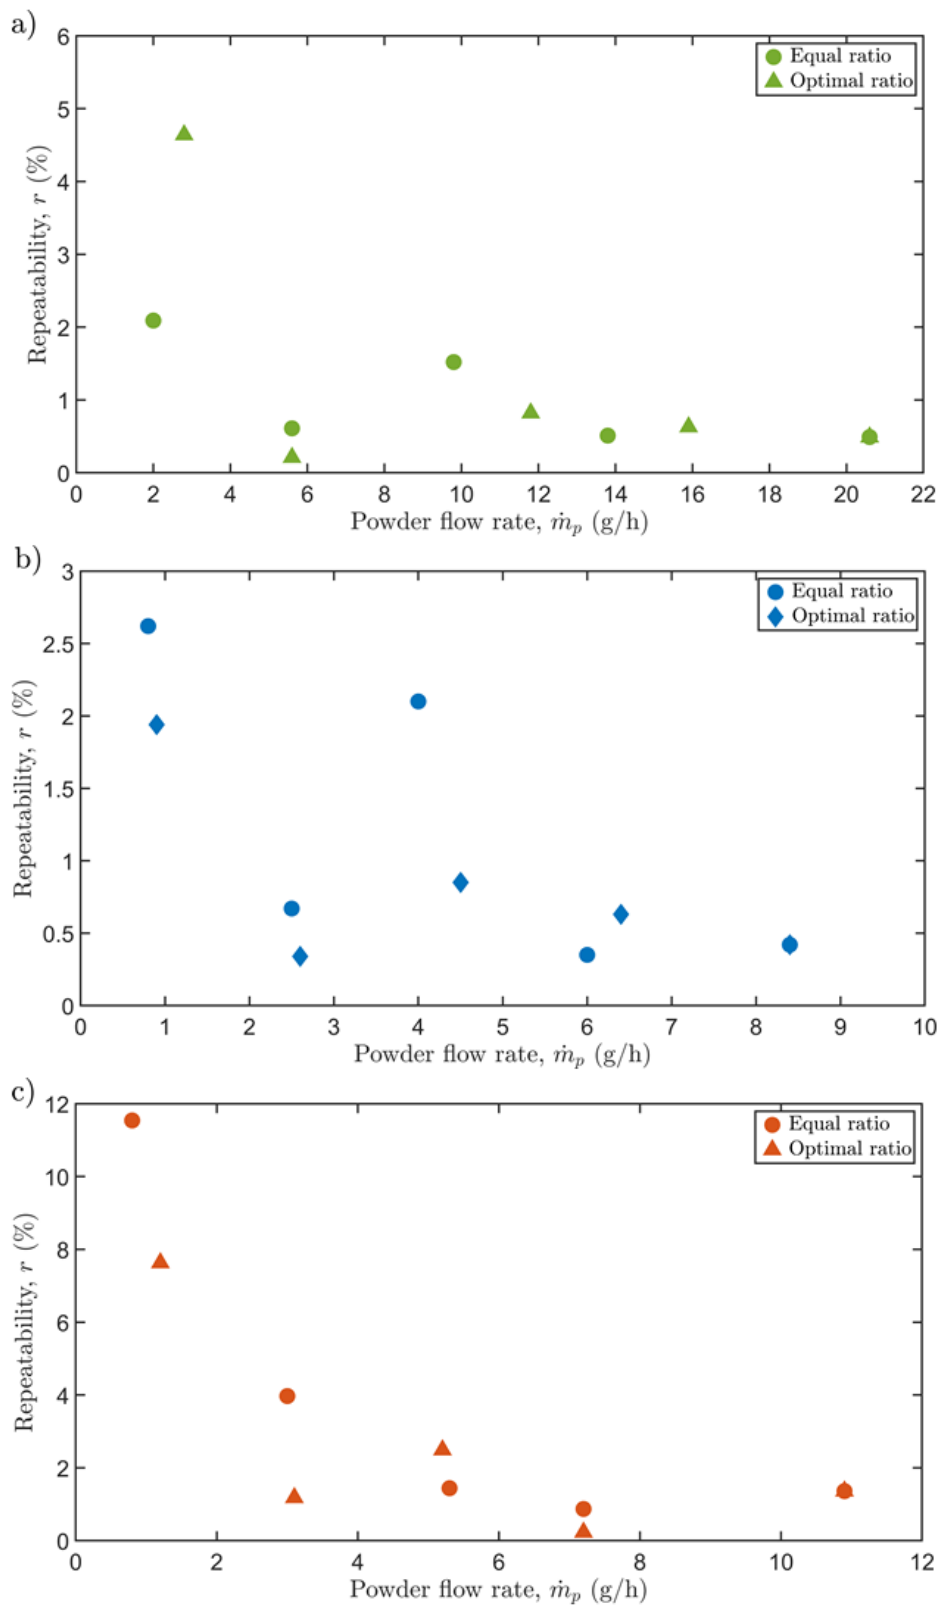 a)
6
5
4
3
2
1
0
Repeatability, r (%)
Equal ratio
Optimal ratio
0 2 4 6 8 10 12 14 16 18 20 22
Powder flow rate, ṁₚ (g/h)
b)
3
2.5
2
1.5
1
0.5
0
Repeatability, r (%)
Equal ratio
Optimal ratio
0 1 2 3 4 5 6 7 8 9 10
Powder flow rate, ṁₚ (g/h)
c)
12
10
8
6
4
2
0
Repeatability, r (%)
Equal ratio
Optimal ratio
0 2 4 6 8 10 12
Powder flow rate, ṁₚ (g/h)